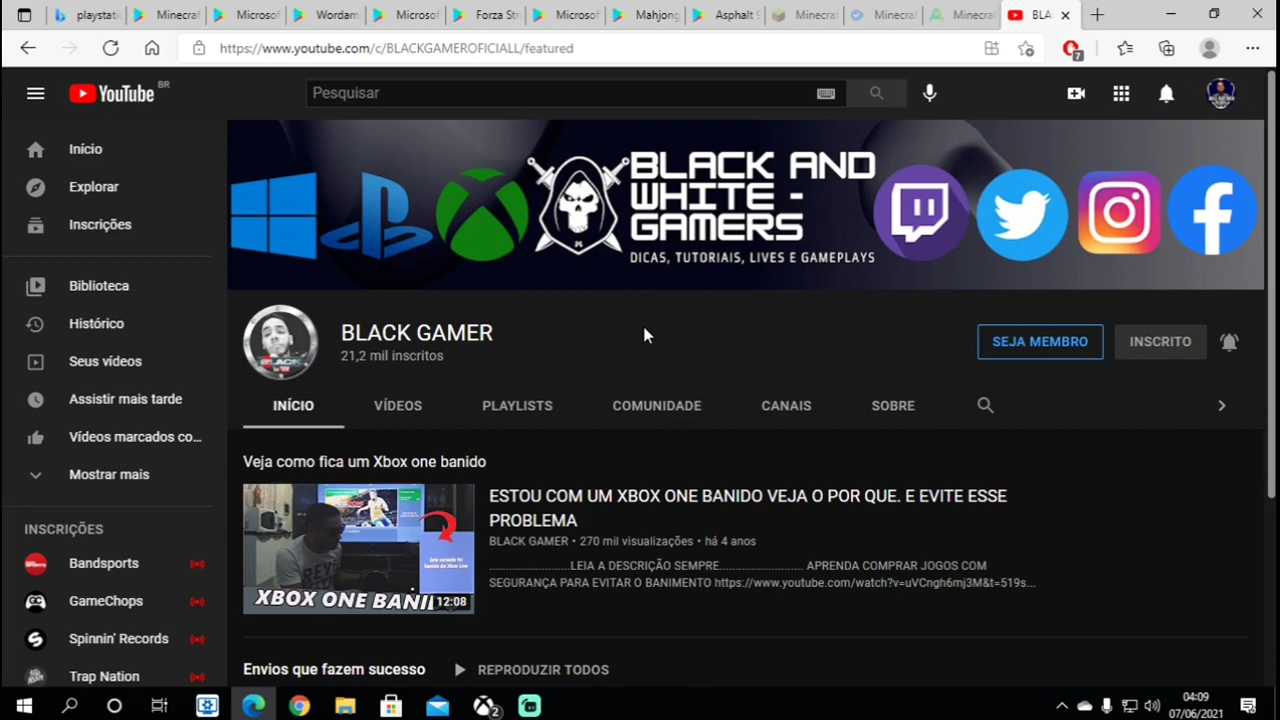 playstati
Minecraf
Microsof
Wordam
Microsof
Forza Str
Microsof
Mahjong
Asphalt 9
Minecraf
Minecraf
Minecraf
BLA
https://www.youtube.com/c/BLACKGAMEROFICIALL/featured
7
YouTube BR
Pesquisar
Início
Explorar
Inscrições
Biblioteca
Histórico
Seus vídeos
Assistir mais tarde
Vídeos marcados co...
Mostrar mais
INSCRIÇÕES
Bandsports
GameChops
Spinnin' Records
Trap Nation
BLACK AND
WHITE -
GAMERS
DICAS, TUTORIAIS, LIVES E GAMEPLAYS
BLACK GAMER
21,2 mil inscritos
SEJA MEMBRO
INSCRITO
INÍCIO
VÍDEOS
PLAYLISTS
COMUNIDADE
CANAIS
SOBRE
Veja como fica um Xbox one banido
XBOX ONE BANI
12:08
ESTOU COM UM XBOX ONE BANIDO VEJA O POR QUE. E EVITE ESSE
PROBLEMA
BLACK GAMER • 270 mil visualizações • há 4 anos
...........................LEIA A DESCRIÇÃO SEMPRE............................ APRENDA COMPRAR JOGOS COM
SEGURANÇA PARA EVITAR O BANIMENTO https://www.youtube.com/watch?v=uVCngh6mj3M&t=519s...
Envios que fazem sucesso
REPRODUZIR TODOS
2
04:09
07/06/2021